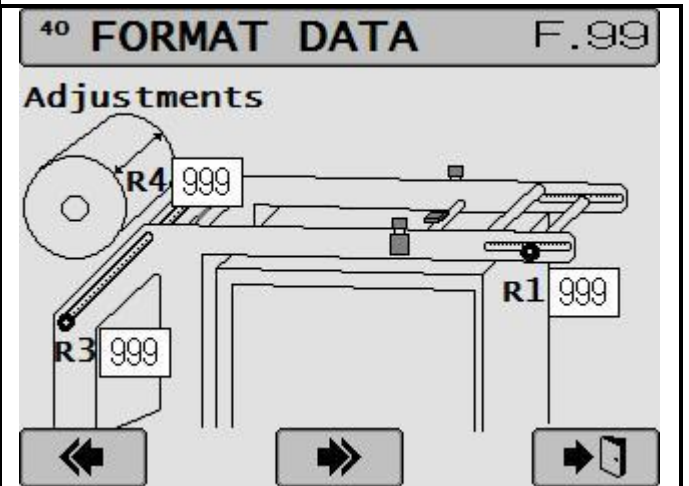 40 FORMAT DATA F.99
Adjustments
R4 999
R1 999
R3 999